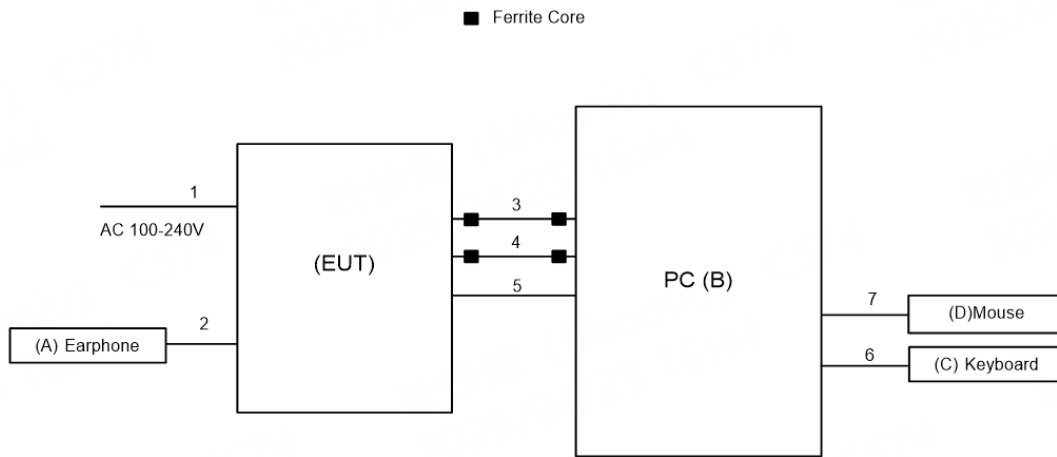 Ferrite Core
1
AC 100-240V
(EUT)
3
4
5
PC (B)
2
(A) Earphone
7
(D)Mouse
6
(C) Keyboard